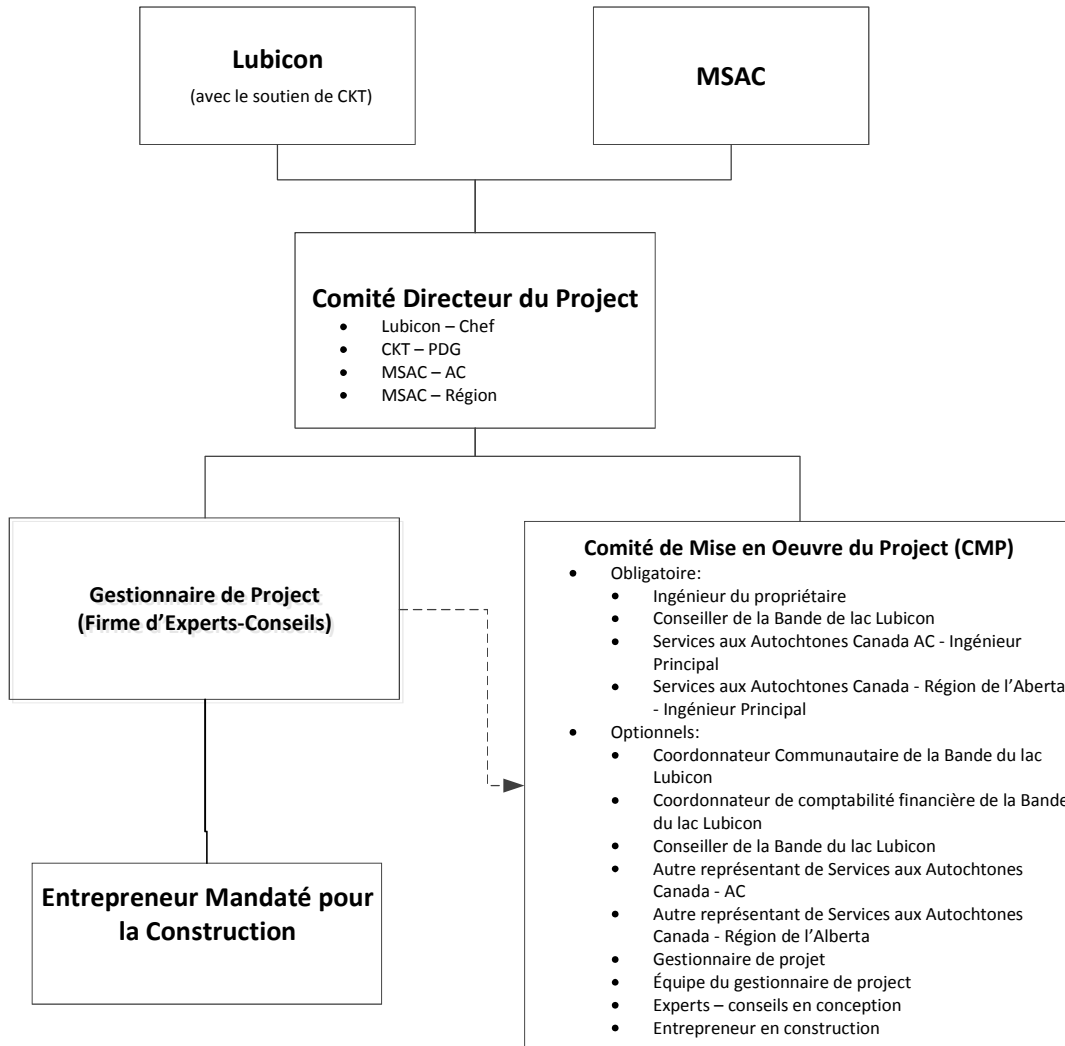 Lubicon
(avec le soutien de CKT)
MSAC
Comité Directeur du Project
• Lubicon – Chef
• CKT – PDG
• MSAC – AC
• MSAC – Région
Gestionnaire de Project
(Firme d’Experts-Conseils)
Entrepreneur Mandaté pour
la Construction
Comité de Mise en Oeuvre du Project (CMP)
• Obligatoire:
• Ingénieur du propriétaire
• Conseiller de la Bande de lac Lubicon
• Services aux Autochtones Canada AC - Ingénieur
Principal
• Services aux Autochtones Canada - Région de l’Aberta
- Ingénieur Principal
• Optionnels:
• Coordonnateur Communautaire de la Bande du lac
Lubicon
• Coordonnateur de comptabilité financière de la Bande
du lac Lubicon
• Conseiller de la Bande du lac Lubicon
• Autre représentant de Services aux Autochtones
Canada - AC
• Autre représentant de Services aux Autochtones
Canada - Région de l’Alberta
• Gestionnaire de projet
• Équipe du gestionnaire de project
• Experts – conseils en conception
• Entrepreneur en construction